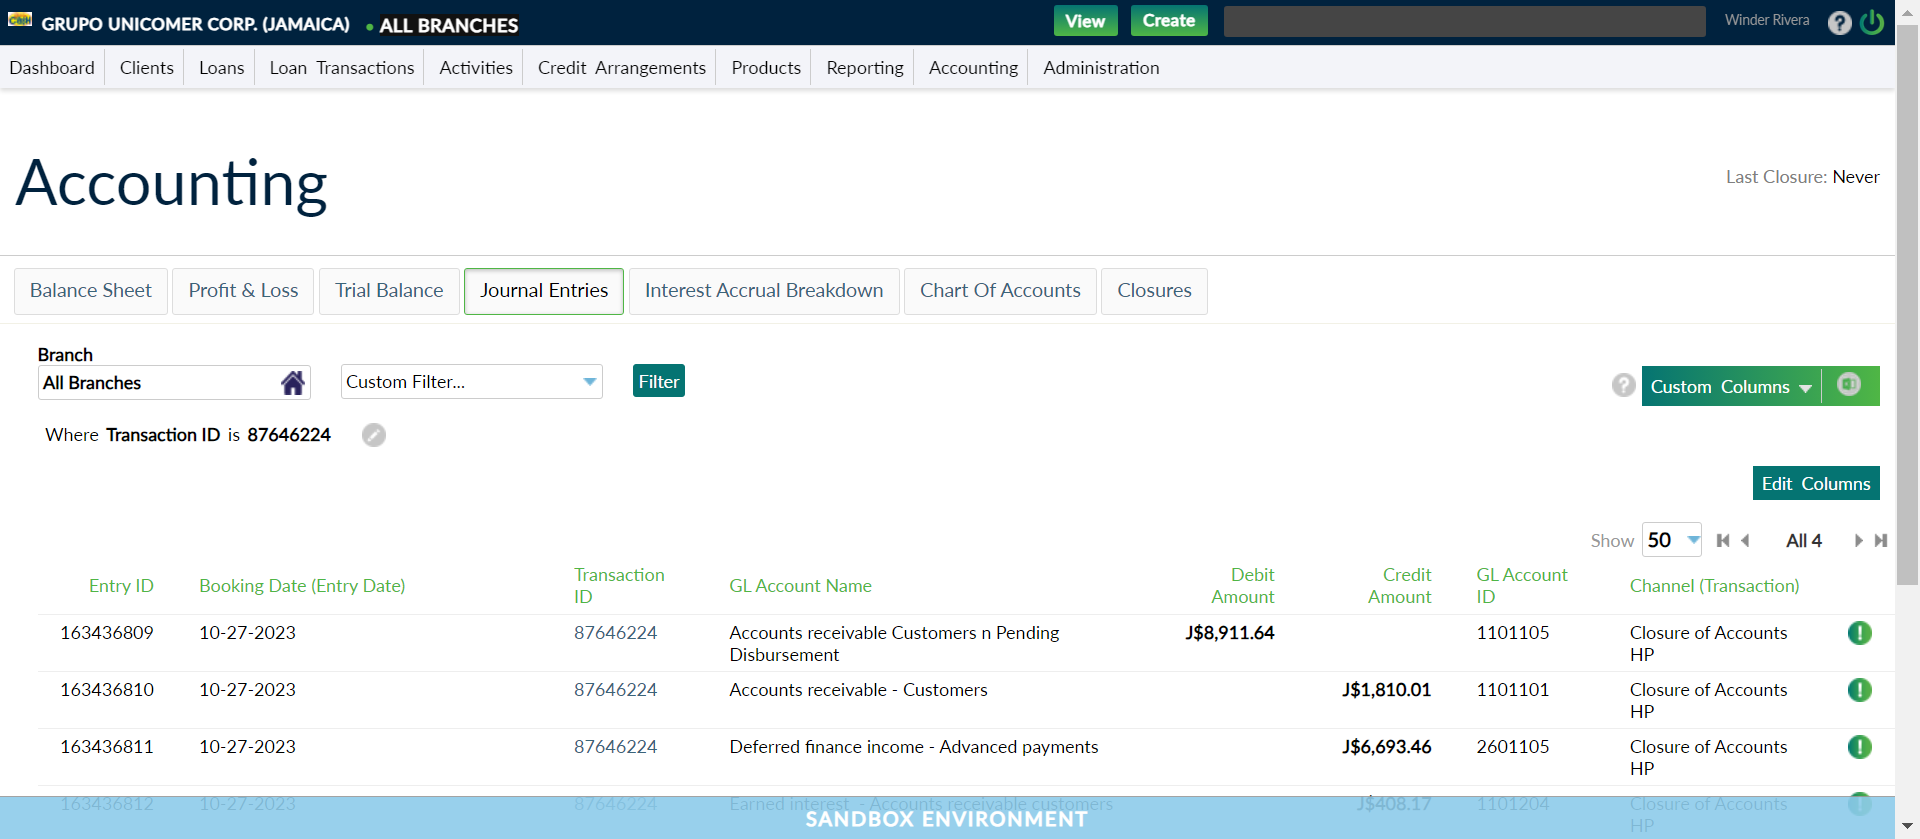 GRUPO UNICOMER CORP. (JAMAICA) • ALL BRANCHES View Create Winder Rivera ?
Dashboard Clients Loans Loan Transactions Activities Credit Arrangements Products Reporting Accounting Administration
Accounting
Last Closure: Never
Balance Sheet Profit & Loss Trial Balance Journal Entries Interest Accrual Breakdown Chart Of Accounts Closures
Branch
All Branches Custom Filter... Filter ? Custom Columns
Where Transaction ID is 87646224
Edit Columns
Show 50 All 4
Entry ID Booking Date (Entry Date) Transaction ID GL Account Name Debit Amount Credit Amount GL Account ID Channel (Transaction)
163436809 10-27-2023 87646224 Accounts receivable Customers n Pending J$8,911.64 1101105 Closure of Accounts
Disbursement HP
163436810 10-27-2023 87646224 Accounts receivable - Customers J$1,810.01 1101101 Closure of Accounts
HP
163436811 10-27-2023 87646224 Deferred finance income - Advanced payments J$6,693.46 2601105 Closure of Accounts
HP
163436812 10-27-2023 87646224 Earned interest - Accounts receivable customers J$408.17 1101204 Closure of Accounts
HP
SANDBOX ENVIRONMENT